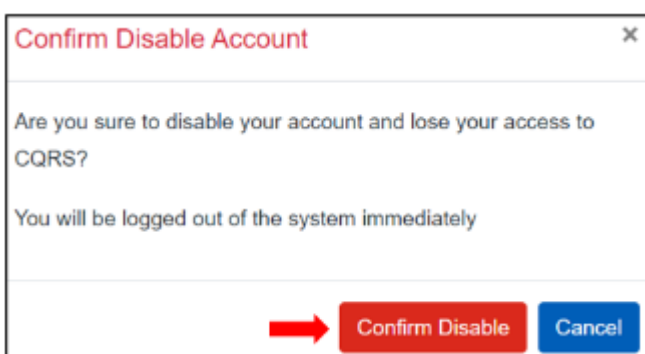 Confirm Disable Account
×
Are you sure to disable your account and lose your access to
CQRS?
You will be logged out of the system immediately
Confirm Disable
Cancel